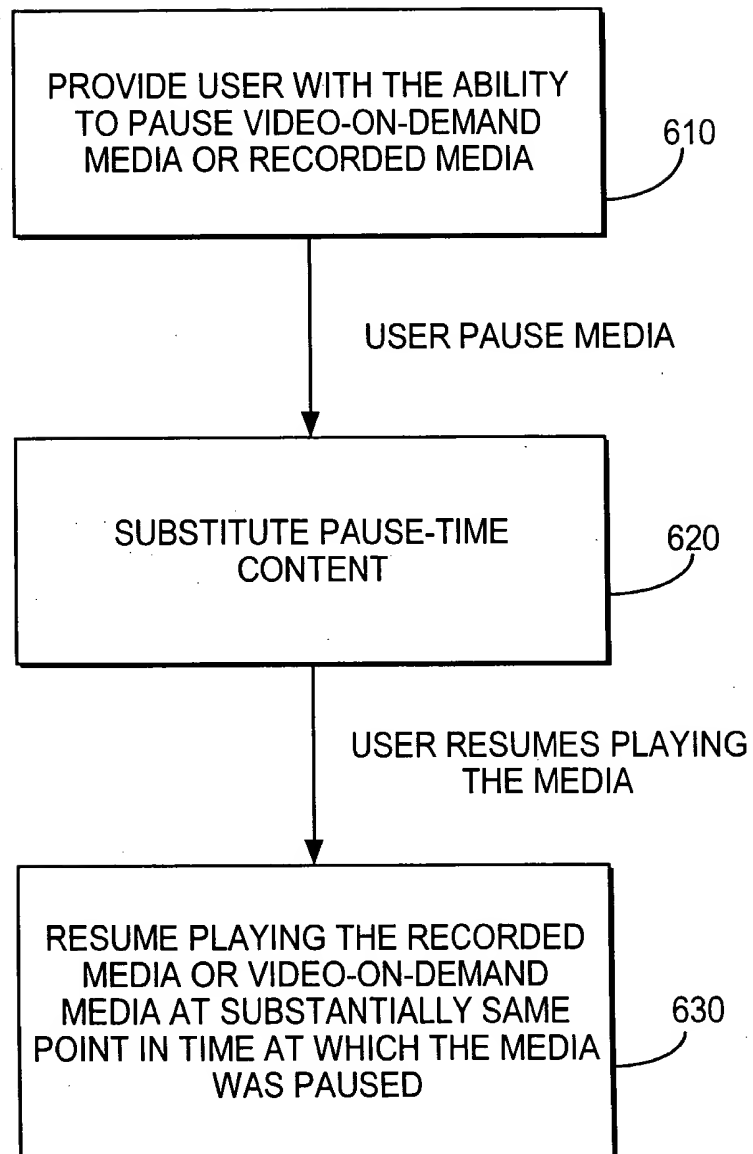 PROVIDE USER WITH THE ABILITY
TO PAUSE VIDEO-ON-DEMAND
MEDIA OR RECORDED MEDIA
610
USER PAUSE MEDIA
SUBSTITUTE PAUSE-TIME
CONTENT
620
USER RESUMES PLAYING
THE MEDIA
RESUME PLAYING THE RECORDED
MEDIA OR VIDEO-ON-DEMAND
MEDIA AT SUBSTANTIALLY SAME
POINT IN TIME AT WHICH THE MEDIA
WAS PAUSED
630